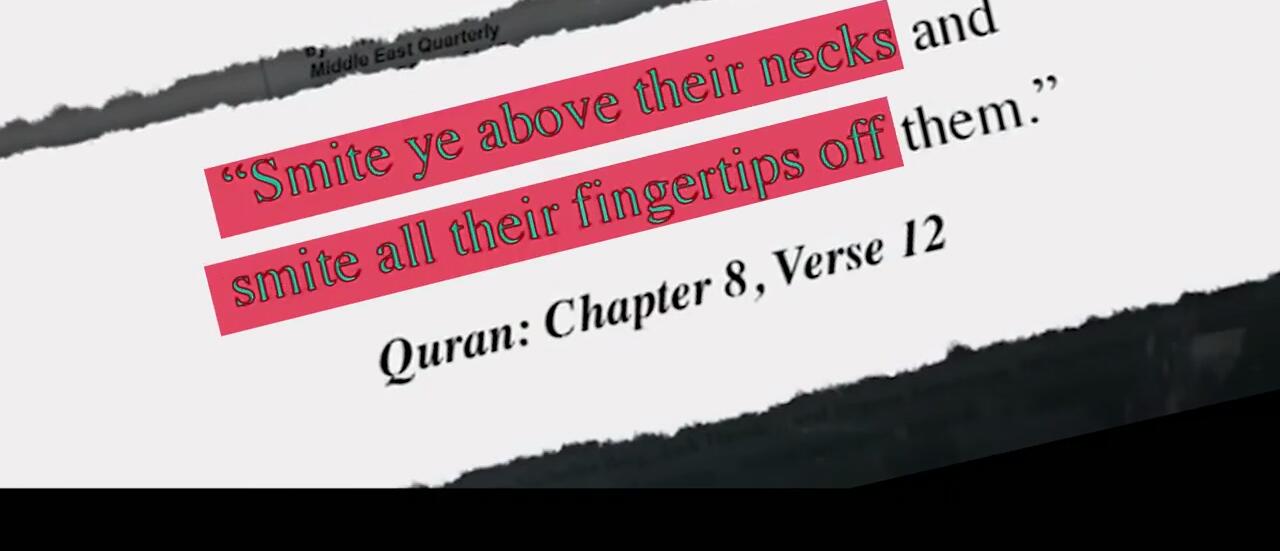 Middle East Quarterly
“Smite ye above their necks and
smite all their fingertips off them.”
Quran: Chapter 8, Verse 12